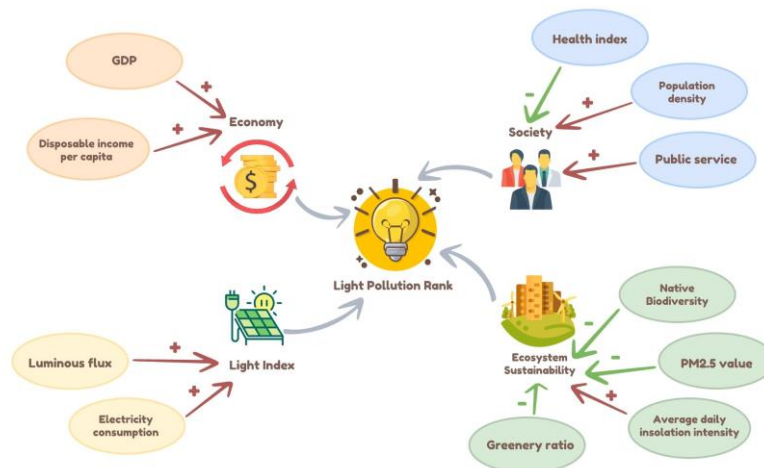 GDP
+
Disposable income
per capita
+
Economy
$
Health index
-
Population
density
+
Society
Public service
+
Light Pollution Rank
Luminous flux
+
Electricity
consumption
+
Light Index
Native
Biodiversity
-
Ecosystem
Sustainability
PM2.5 value
-
Average daily
insolation intensity
+
Greenery ratio
-